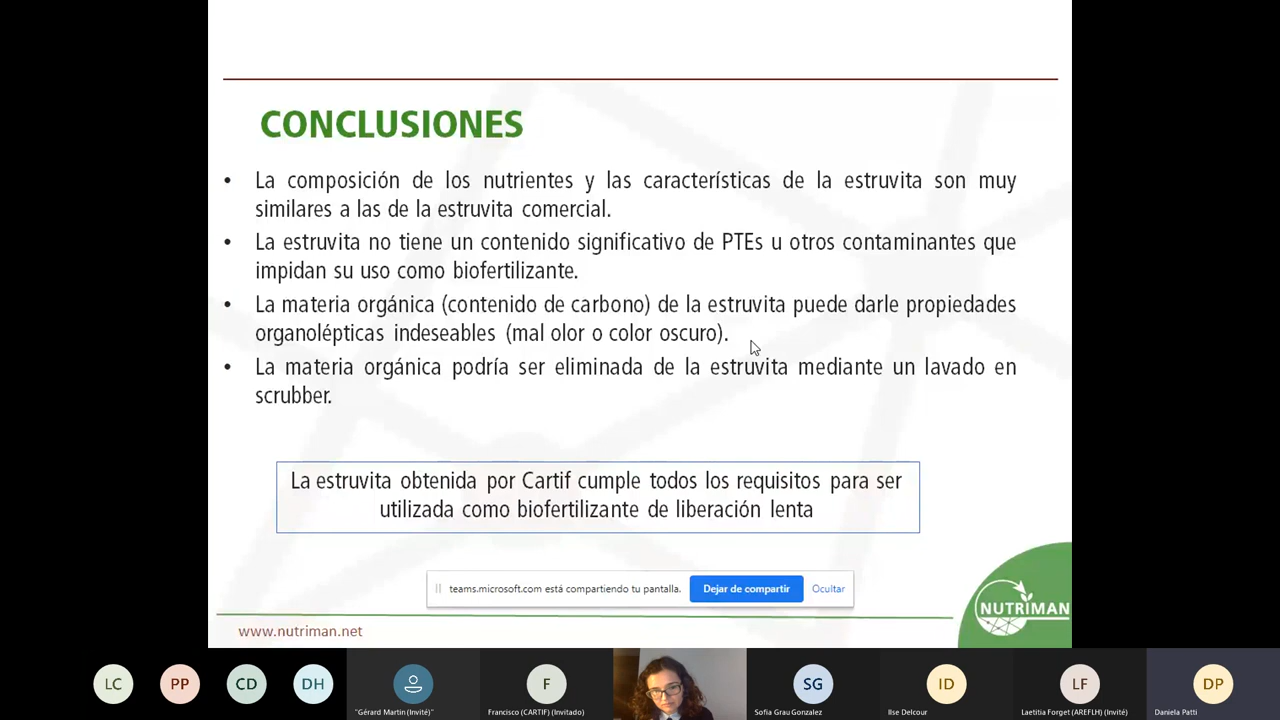 CONCLUSIONES
• La composición de los nutrientes y las características de la estruvita son muy
similares a las de la estruvita comercial.
• La estruvita no tiene un contenido significativo de PTEs u otros contaminantes que
impidan su uso como biofertilizante.
• La materia orgánica (contenido de carbono) de la estruvita puede darle propiedades
organolépticas indeseables (mal olor o color oscuro).
• La materia orgánica podría ser eliminada de la estruvita mediante un lavado en
scrubber.
La estruvita obtenida por Cartif cumple todos los requisitos para ser
utilizada como biofertilizante de liberación lenta
teams.microsoft.com está compartiendo tu pantalla. Dejar de compartir Ocultar
NUTRIMAN
www.nutriman.net
LC PP CD DH F SG ID LF DP
"Gérard Martin (Invité)" Francisco (CARTIF) (Invitado) Sofia Grau Gonzalez Ilse Delcour Laetitia Forget (AREFLH) (Invité) Daniela Patti